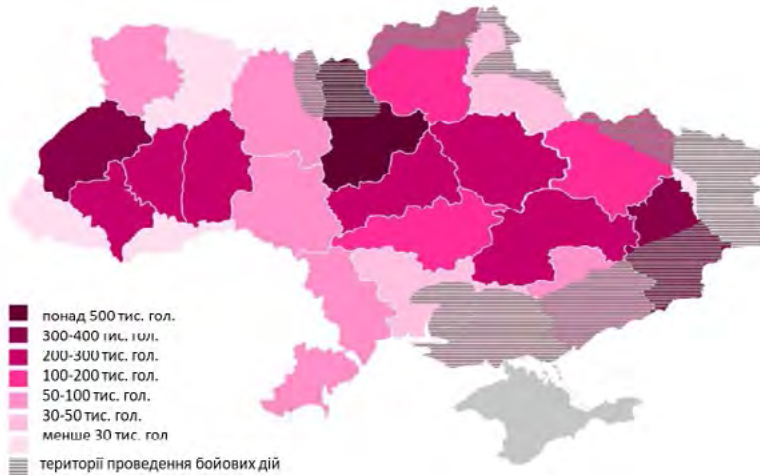 понад 500 тис. гол.
300-400 тис. гол.
200-300 тис. гол.
100-200 тис. гол.
50-100 тис. гол.
30-50 тис. гол.
менше 30 тис. гол
території проведення бойових дій